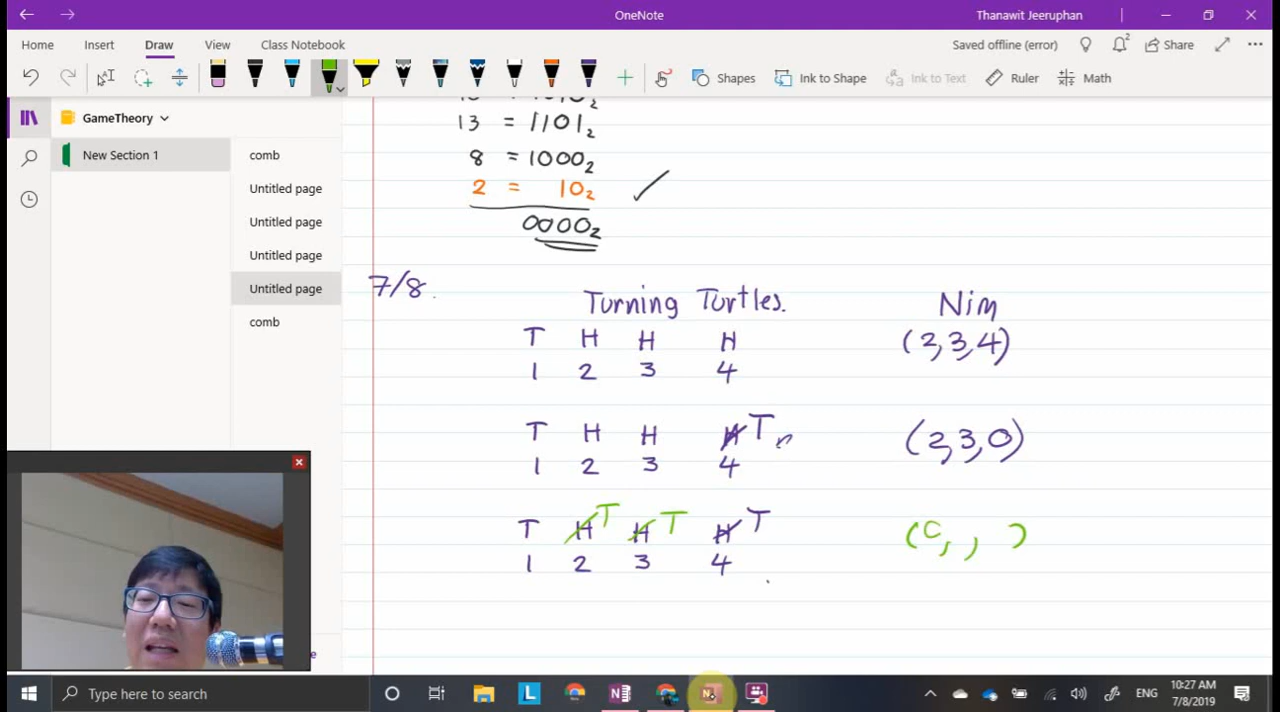 OneNote
Thanawit Jeeruphan
Home Insert Draw View Class Notebook
Saved offline (error) Share
Shapes Ink to Shape Ink to Text Ruler Math
GameTheory
New Section 1
comb
Untitled page
Untitled page
Untitled page
Untitled page
comb
13 = 1101₂
8 = 1000₂
2 = 10₂
0000₂
7/8.
Turning Turtles. Nim
T H H H (2,3,4)
1 2 3 4
T H H H T (2,3,0)
1 2 3 4
T H T H T H T ( , , )
1 2 3 4
Type here to search
ENG
10:27 AM
7/8/2019